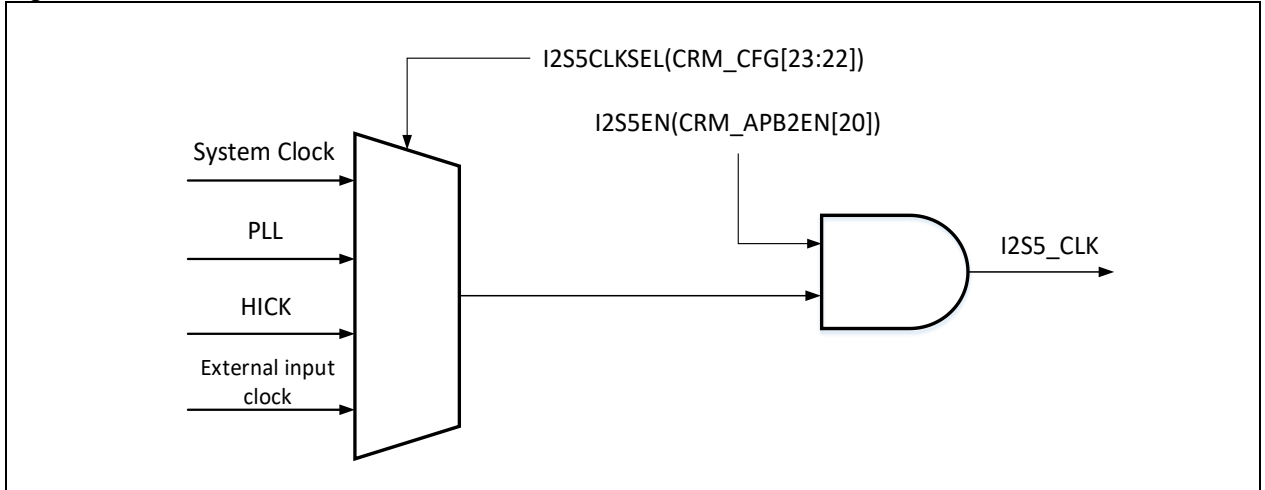 I2S5CLKSEL(CRM_CFG[23:22])
I2S5EN(CRM_APB2EN[20])
System Clock
PLL
HICK
External input
clock
I2S5_CLK